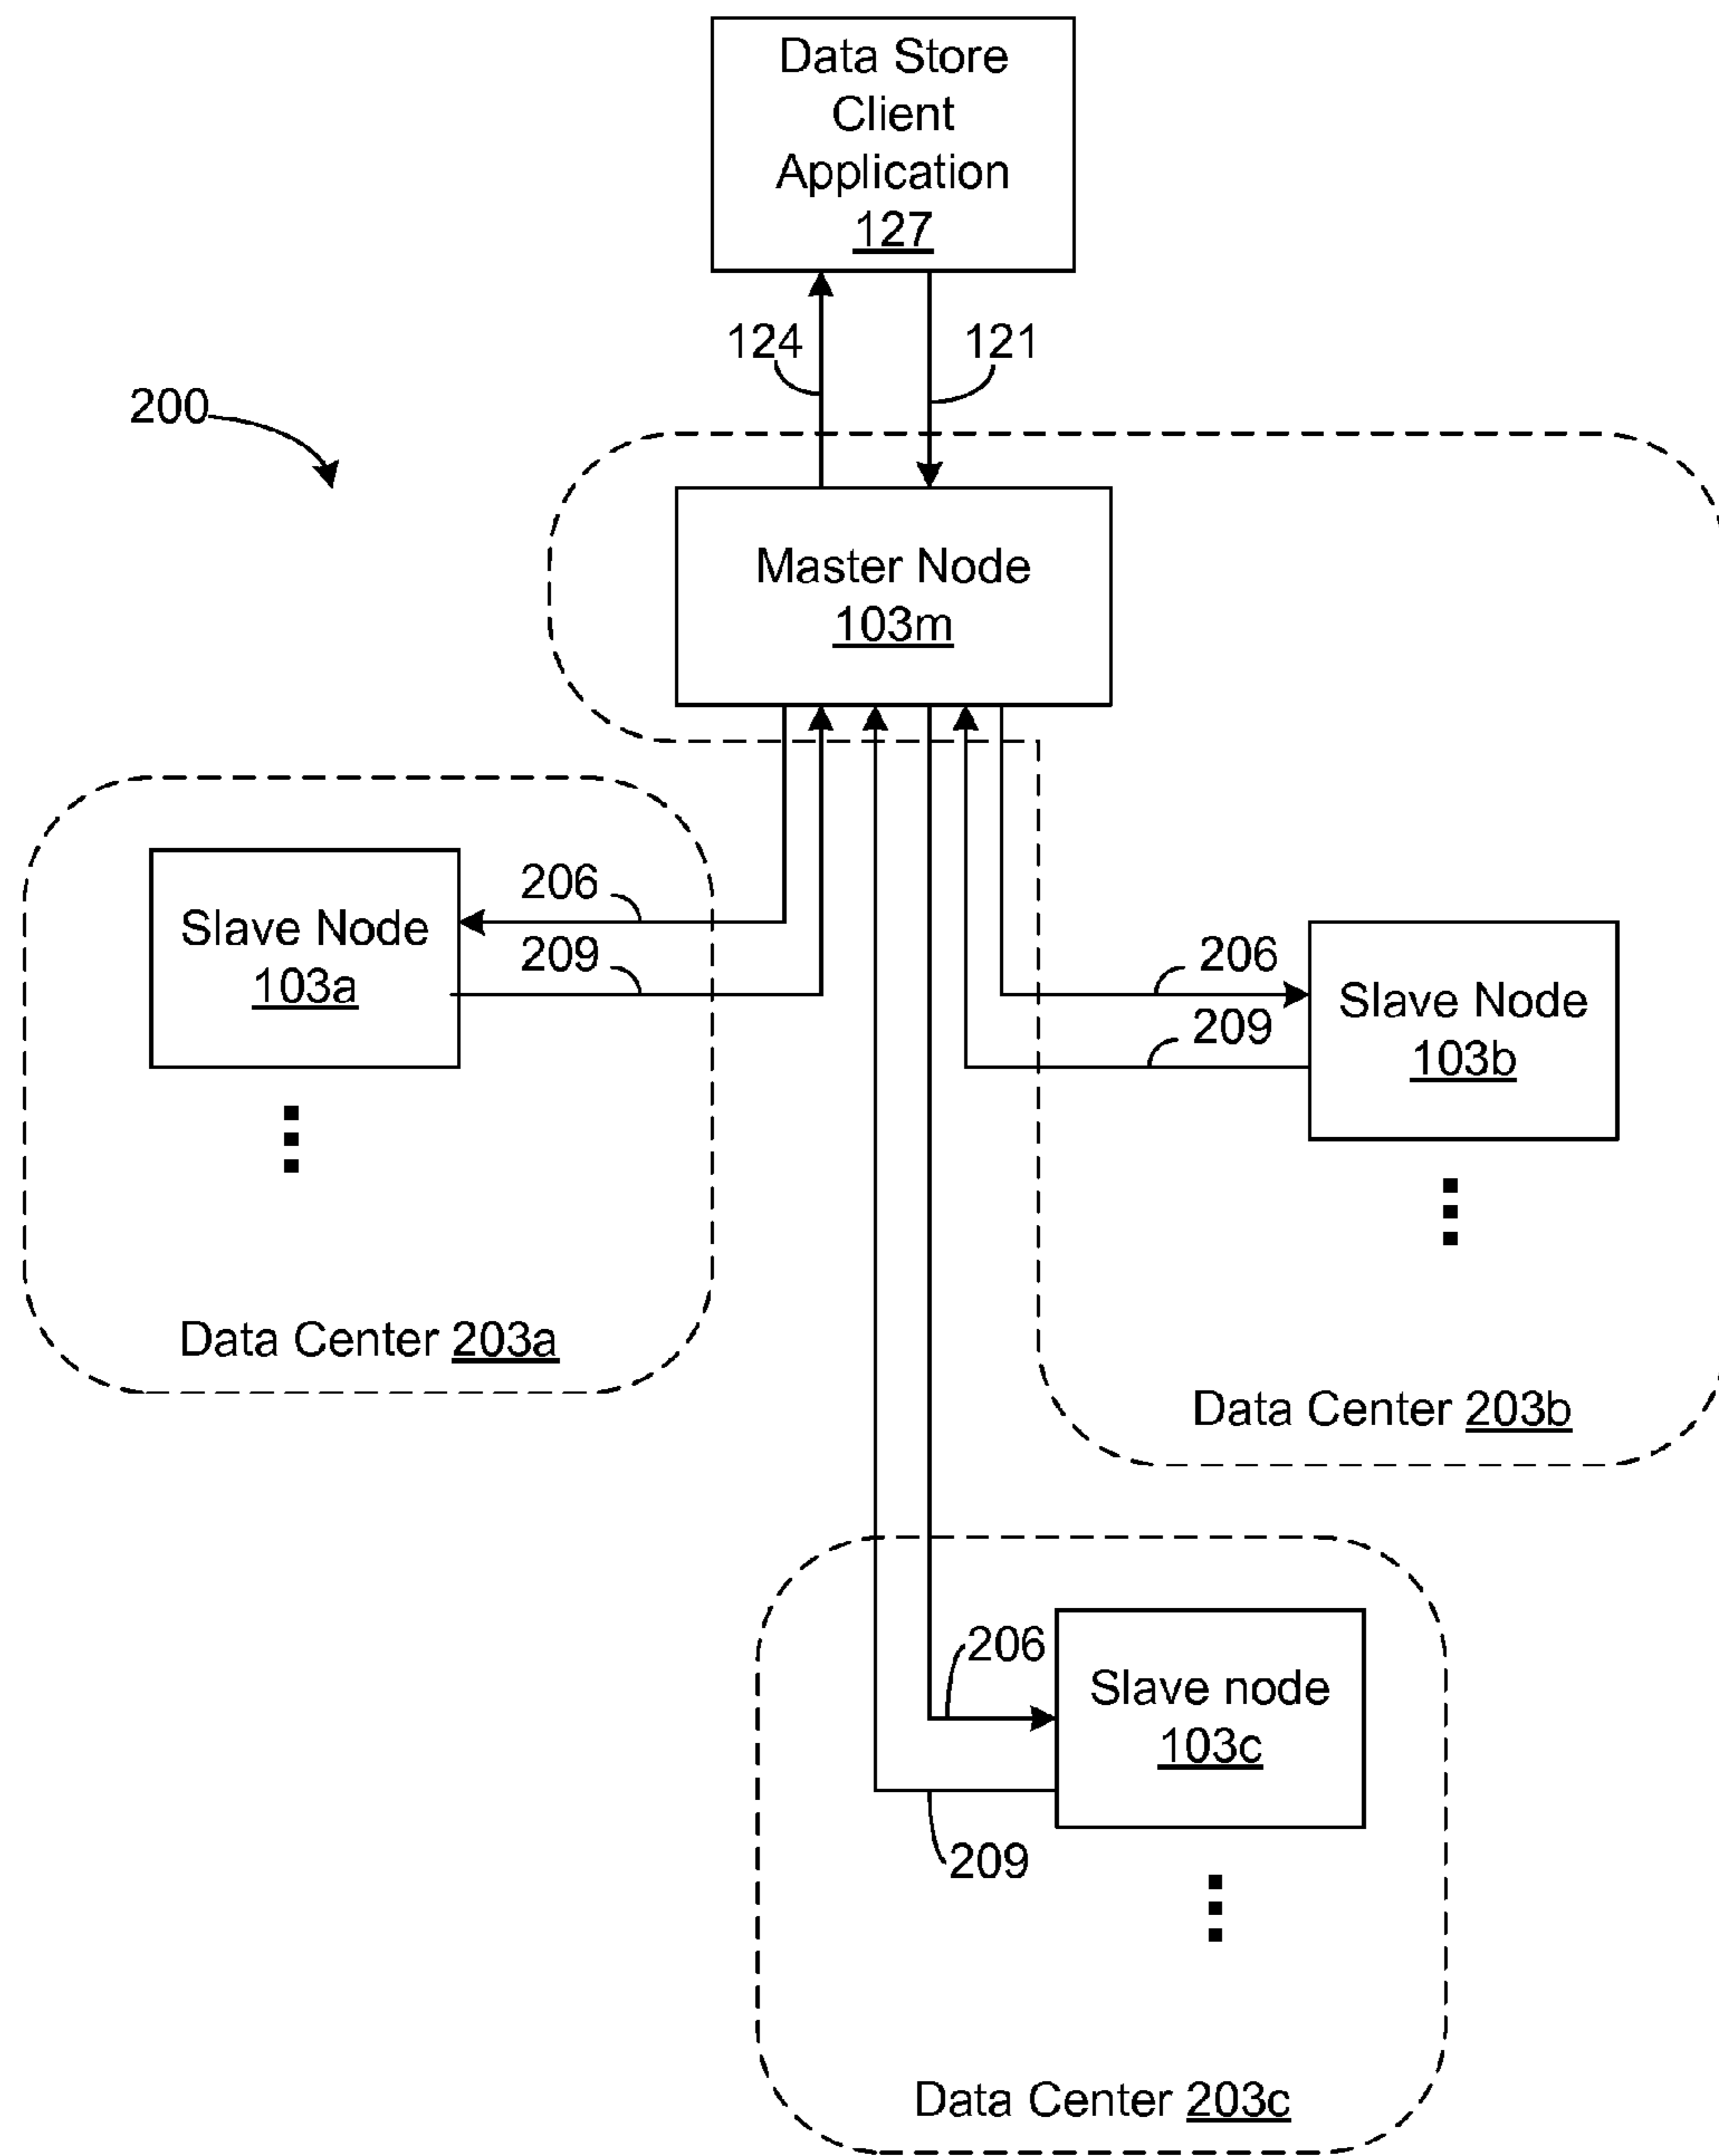 Data Store
Client
Application
127
124
121
200
Master Node
103m
206
Slave Node
103a
209
206
Slave Node
103b
209
Data Center 203a
Data Center 203b
206
Slave node
103c
209
Data Center 203c